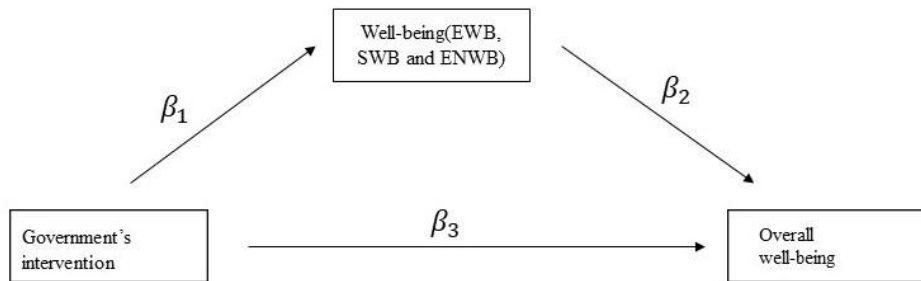 Well-being(EWB,
SWB and ENWB)
β₁
β₂
Government’s
intervention
β₃
Overall
well-being